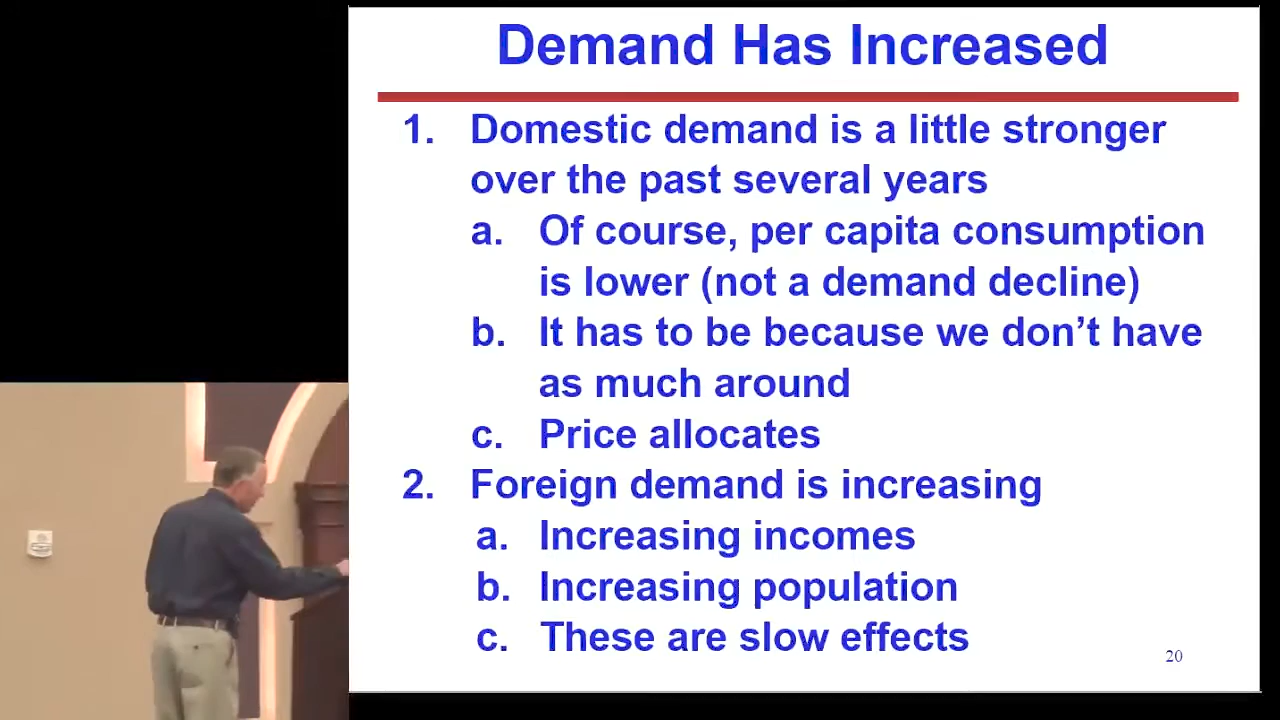 Demand Has Increased
1. Domestic demand is a little stronger
over the past several years
a. Of course, per capita consumption
is lower (not a demand decline)
b. It has to be because we don't have
as much around
c. Price allocates
2. Foreign demand is increasing
a. Increasing incomes
b. Increasing population
c. These are slow effects
20